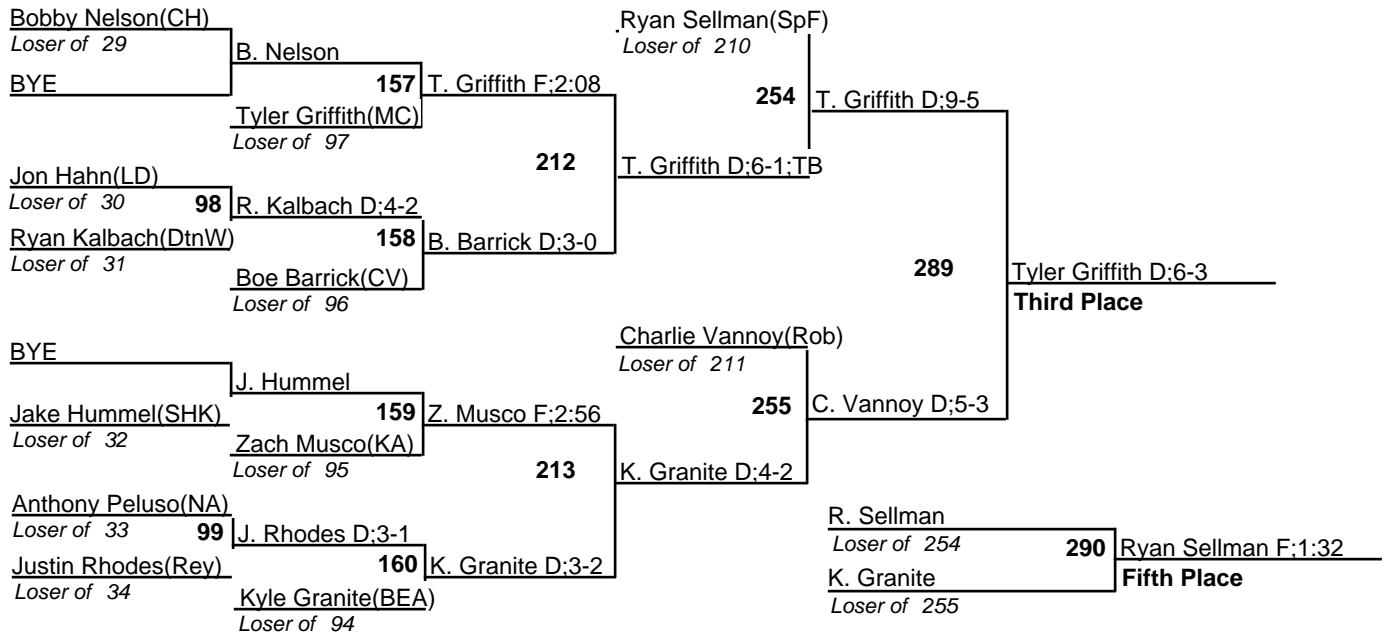 Bobby Nelson(CH)
Loser of 29
BYE
B. Nelson
157
Tyler Griffith(MC)
Loser of 97
T. Griffith F;2:08
Jon Hahn(LD)
Loser of 30
98
Ryan Kalbach(DtnW)
Loser of 31
R. Kalbach D;4-2
158
Boe Barrick(CV)
Loser of 96
B. Barrick D;3-0
212
Ryan Sellman(SpF)
Loser of 210
254
T. Griffith D;6-1;TB
T. Griffith D;9-5
BYE
Jake Hummel(SHK)
Loser of 32
J. Hummel
159
Zach Musco(KA)
Loser of 95
Z. Musco F;2:56
Anthony Peluso(NA)
Loser of 33
99
Justin Rhodes(Rey)
Loser of 34
J. Rhodes D;3-1
160
Kyle Granite(BEA)
Loser of 94
K. Granite D;3-2
213
Charlie Vannoy(Rob)
Loser of 211
255
K. Granite D;4-2
C. Vannoy D;5-3
289
Tyler Griffith D;6-3
Third Place
R. Sellman
Loser of 254
290
K. Granite
Loser of 255
Ryan Sellman F;1:32
Fifth Place